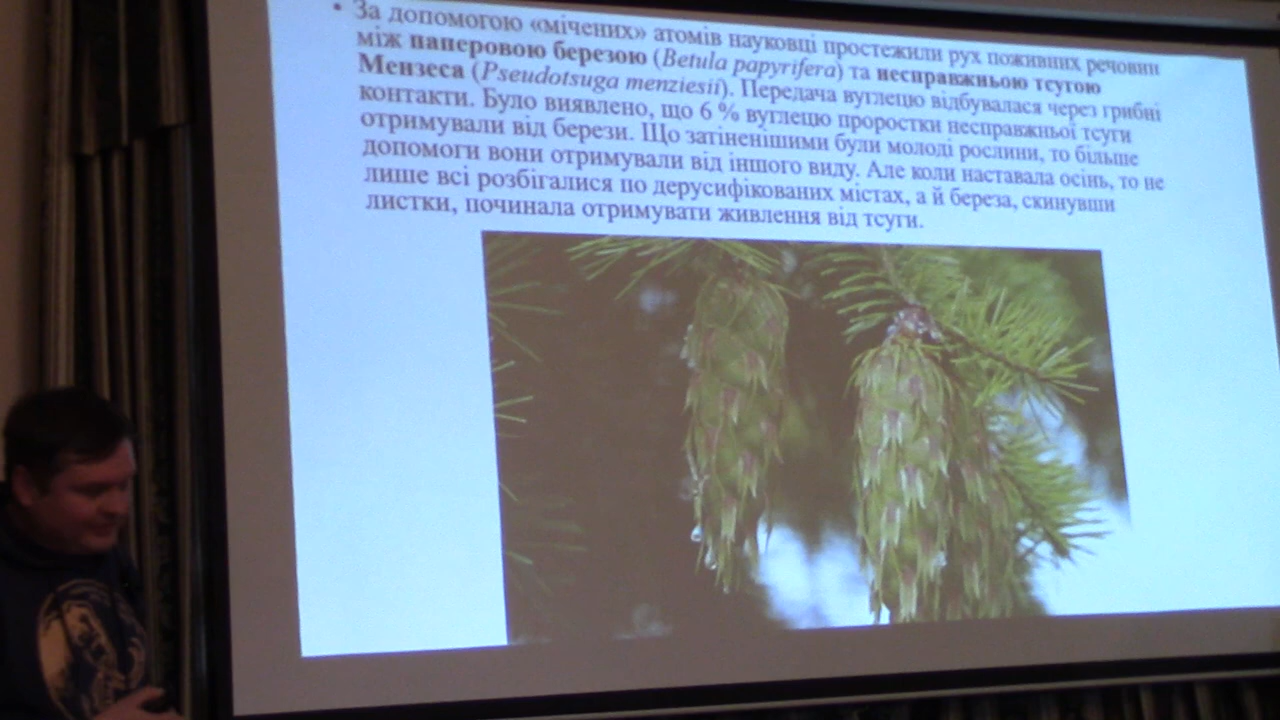 • За допомогою «мічених» атомів науковці простежили рух поживних речовин
між паперовою березою (Betula papyrifera) та несправжньою тсугою
Мензеса (Pseudotsuga menziesii). Передача вуглецю відбувалася через грибні
контакти. Було виявлено, що 6 % вуглецю проростки несправжньої тсуги
отримували від берези. Що затіненішими були молоді рослини, то більше
допомоги вони отримували від іншого виду. Але коли наставала осінь, то не
лише всі розбігалися по дерусифікованих містах, а й береза, скинувши
листки, починала отримувати живлення від тсуги.